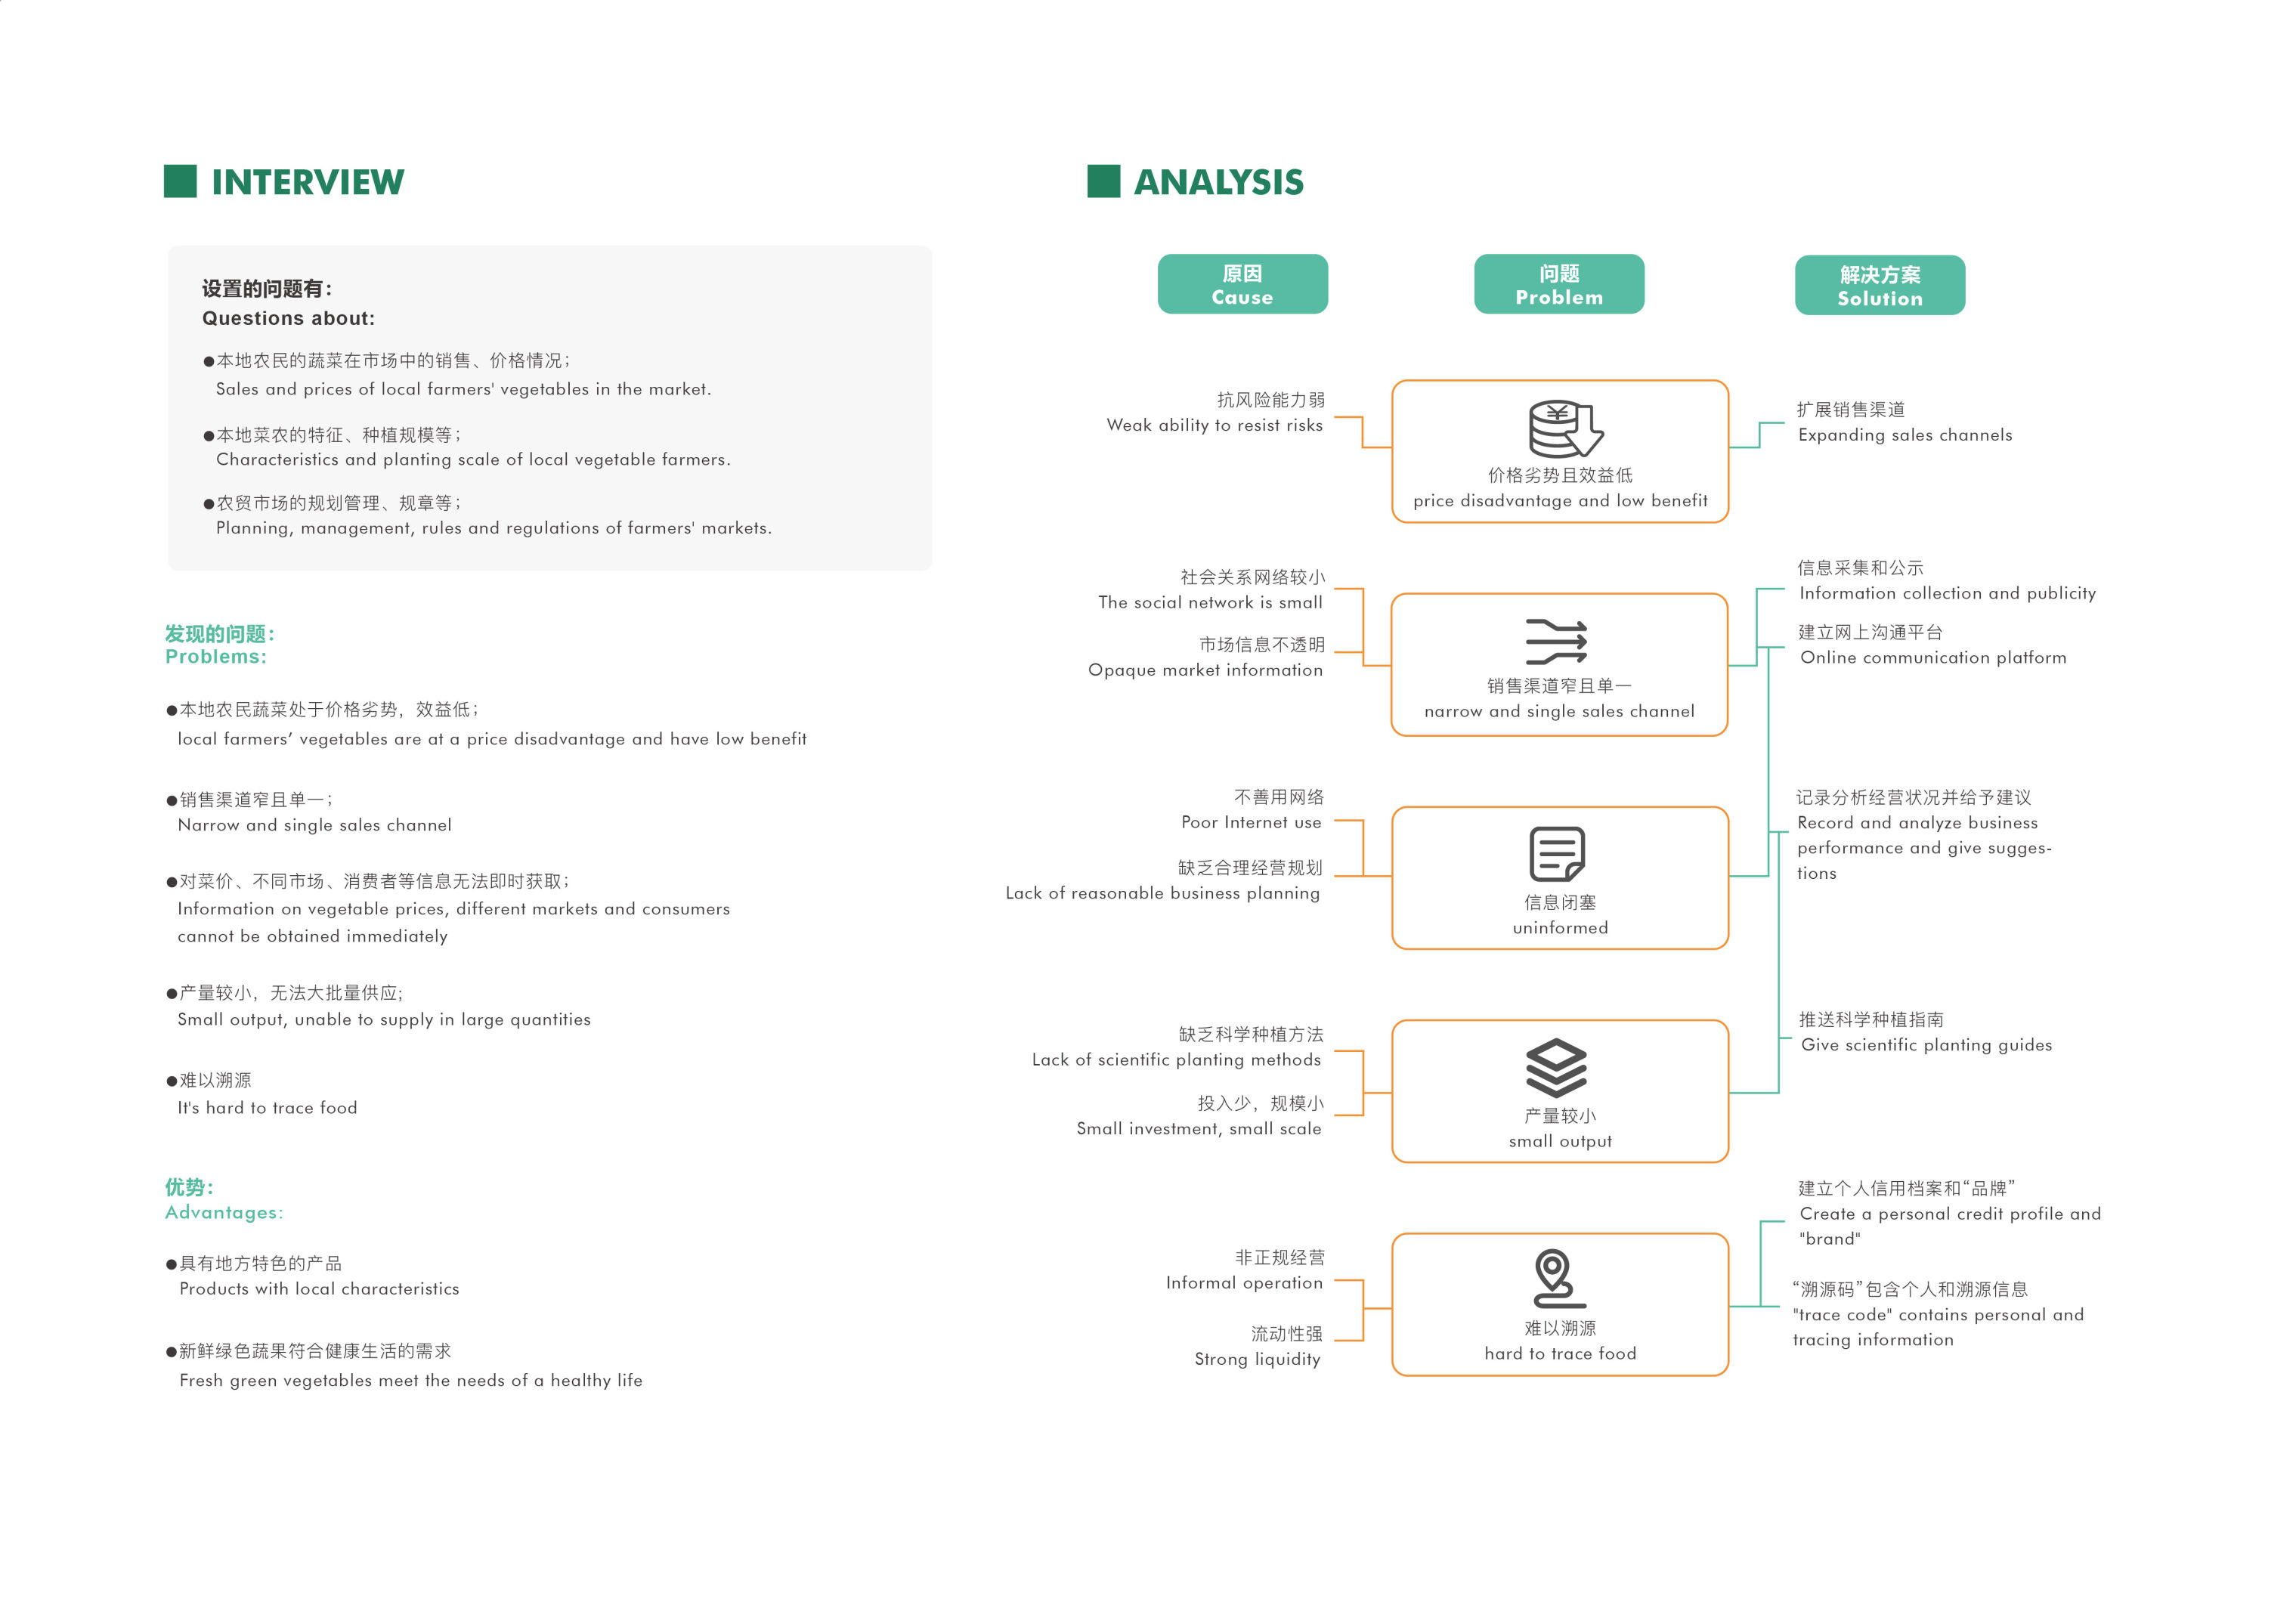 INTERVIEW
设置的问题有：
Questions about:
●本地农民的蔬菜在市场中的销售、价格情况；
Sales and prices of local farmers' vegetables in the market.
●本地菜农的特征、种植规模等；
Characteristics and planting scale of local vegetable farmers.
●农贸市场的规划管理、规章等；
Planning, management, rules and regulations of farmers' markets.
发现的问题：
Problems:
●本地农民蔬菜处于价格劣势，效益低；
local farmers’ vegetables are at a price disadvantage and have low benefit
●销售渠道窄且单一；
Narrow and single sales channel
●对菜价、不同市场、消费者等信息无法即时获取；
Information on vegetable prices, different markets and consumers
cannot be obtained immediately
●产量较小，无法大批量供应;
Small output, unable to supply in large quantities
●难以溯源
It's hard to trace food
优势：
Advantages:
●具有地方特色的产品
Products with local characteristics
●新鲜绿色蔬果符合健康生活的需求
Fresh green vegetables meet the needs of a healthy life
ANALYSIS
原因
Cause
问题
Problem
解决方案
Solution
抗风险能力弱
Weak ability to resist risks
¥
价格劣势且效益低
price disadvantage and low benefit
扩展销售渠道
Expanding sales channels
社会关系网络较小
The social network is small
市场信息不透明
Opaque market information
销售渠道窄且单一
narrow and single sales channel
信息采集和公示
Information collection and publicity
建立网上沟通平台
Online communication platform
不善用网络
Poor Internet use
缺乏合理经营规划
Lack of reasonable business planning
信息闭塞
uninformed
记录分析经营状况并给予建议
Record and analyze business
performance and give sugges-
tions
缺乏科学种植方法
Lack of scientific planting methods
投入少，规模小
Small investment, small scale
产量较小
small output
推送科学种植指南
Give scientific planting guides
非正规经营
Informal operation
流动性强
Strong liquidity
难以溯源
hard to trace food
建立个人信用档案和“品牌”
Create a personal credit profile and
"brand"
“溯源码”包含个人和溯源信息
"trace code" contains personal and
tracing information